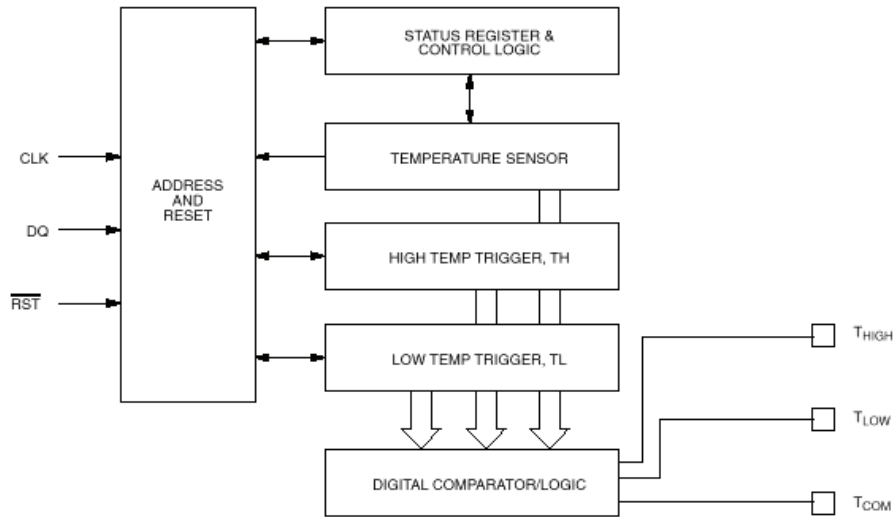 STATUS REGISTER &
CONTROL LOGIC
CLK
TEMPERATURE SENSOR
ADDRESS
AND
RESET
DQ
HIGH TEMP TRIGGER, TH
RST
LOW TEMP TRIGGER, TL
THIGH
TLOW
DIGITAL COMPARATOR/LOGIC
TCOM